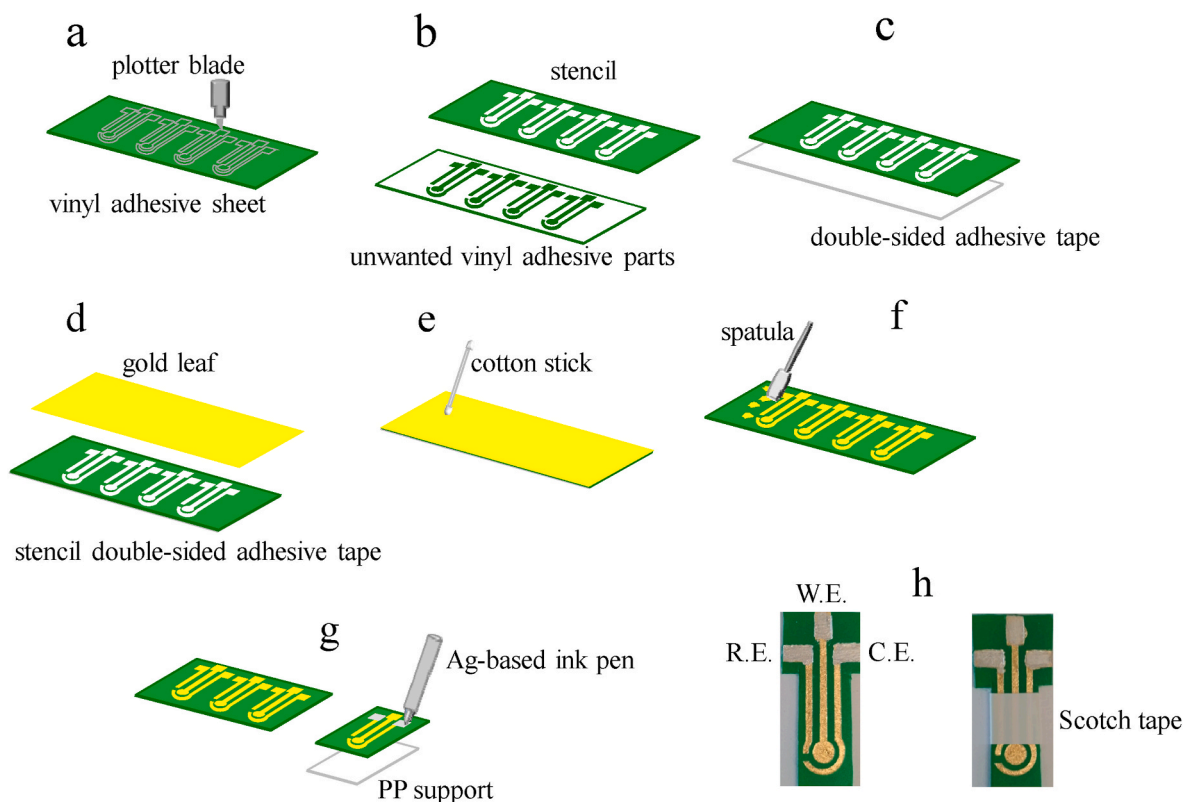 a
plotter blade
vinyl adhesive sheet
b
stencil
unwanted vinyl adhesive parts
c
double-sided adhesive tape
d
gold leaf
stencil double-sided adhesive tape
e
cotton stick
f
spatula
g
Ag-based ink pen
PP support
h
W.E.
R.E.
C.E.
Scotch tape